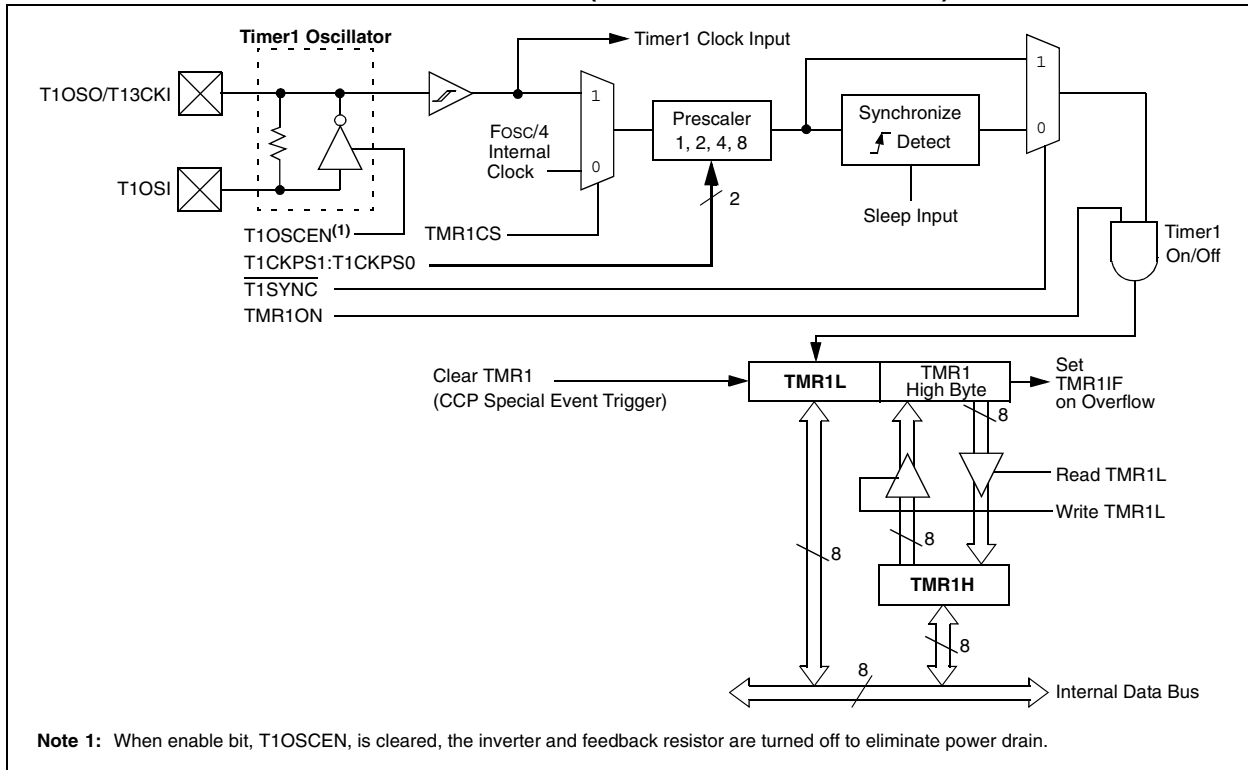 Timer1 Oscillator
Timer1 Clock Input
T1OSO/T13CKI
T1OSI
1
FOSC/4
Internal
Clock
0
Prescaler
1, 2, 4, 8
2
Synchronize
Detect
Sleep Input
1
0
T1OSCEN(1)
TMR1CS
T1CKPS1:T1CKPS0
T1SYNC
TMR1ON
Timer1
On/Off
Clear TMR1
(CCP Special Event Trigger)
TMR1L
TMR1
High Byte
Set
TMR1IF
on Overflow
8
Read TMR1L
Write TMR1L
8
8
TMR1H
8
8
Internal Data Bus
Note 1: When enable bit, T1OSCEN, is cleared, the inverter and feedback resistor are turned off to eliminate power drain.